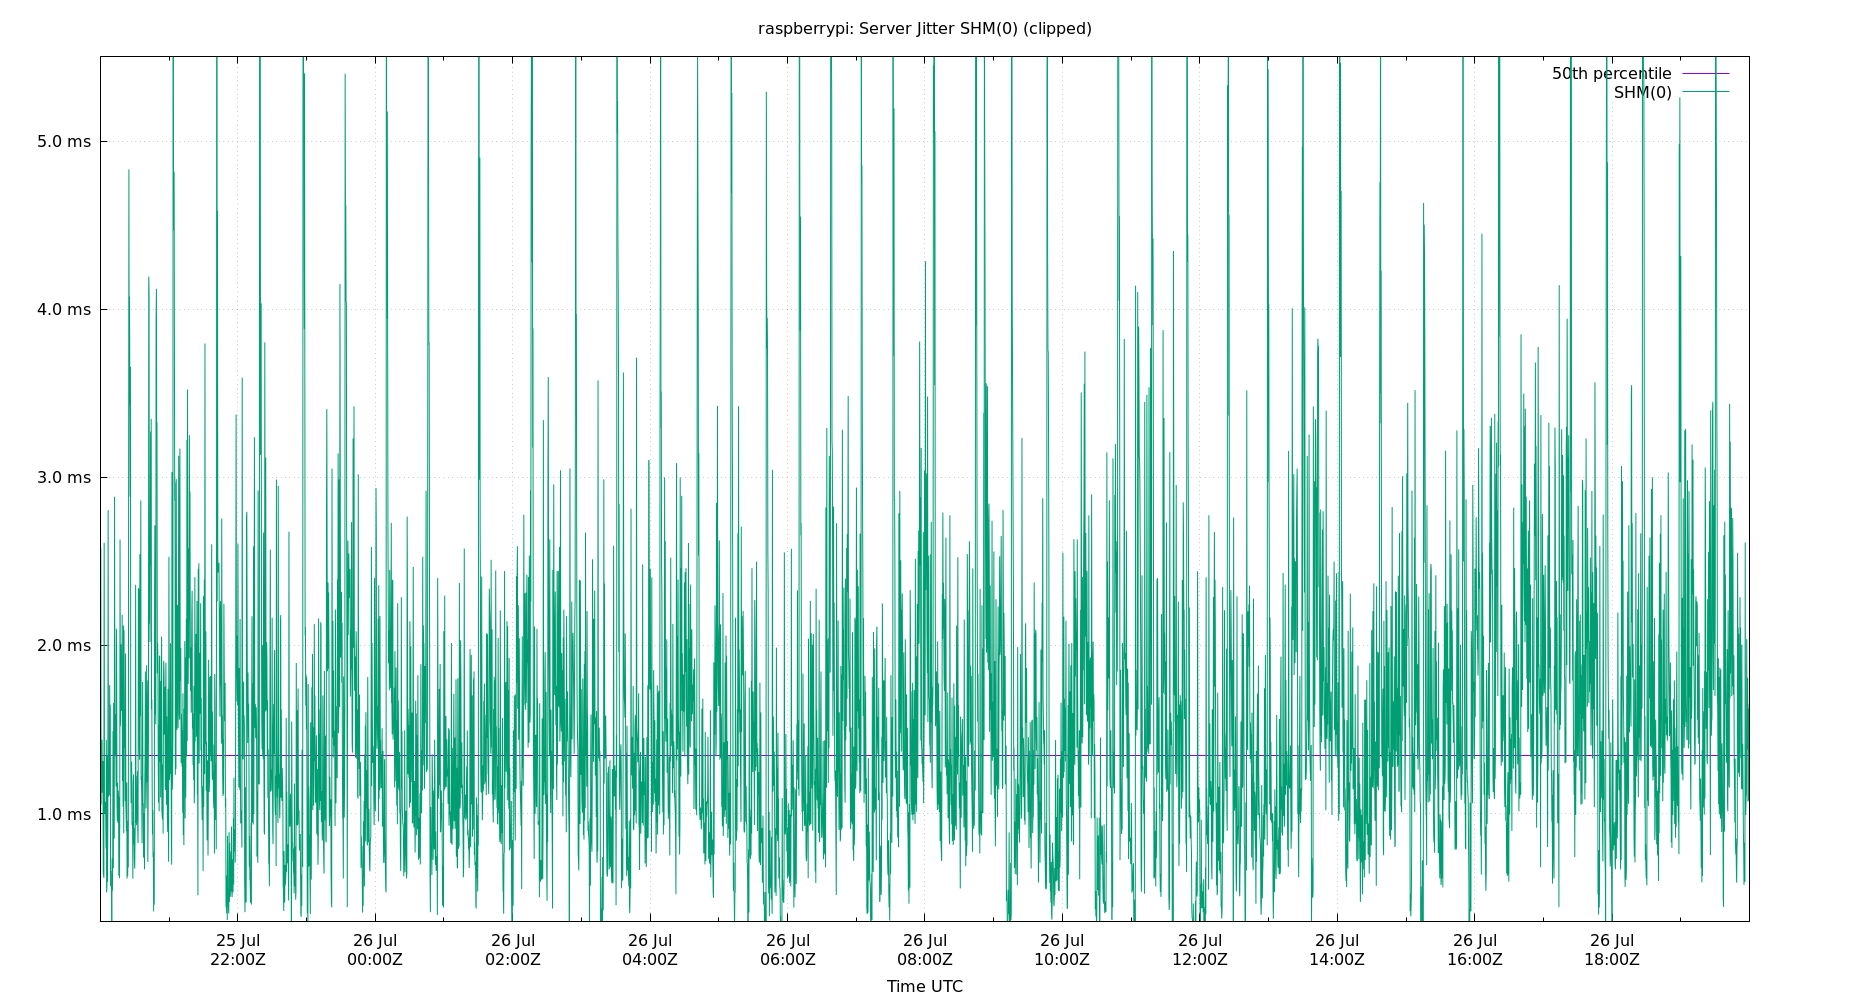 raspberrypi: Server Jitter SHM(0) (clipped)
50th percentile
SHM(0)
5.0 ms
4.0 ms
3.0 ms
2.0 ms
1.0 ms
25 Jul 26 Jul 26 Jul 26 Jul 26 Jul 26 Jul 26 Jul 26 Jul 26 Jul 26 Jul 26 Jul
22:00Z 00:00Z 02:00Z 04:00Z 06:00Z 08:00Z 10:00Z 12:00Z 14:00Z 16:00Z 18:00Z
Time UTC